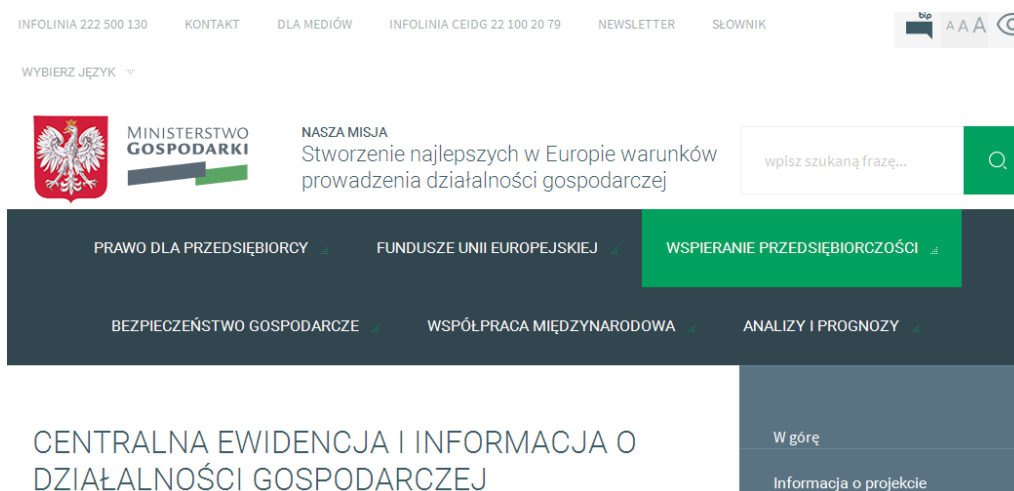 INFOLINIA 222 500 130 KONTAKT DLA MEDIÓW INFOLINIA CEIDG 22 100 20 79 NEWSLETTER SŁOWNIK bip A A A
WYBIERZ JĘZYK
MINISTERSTWO
GOSPODARKI
NASZA MISJA
Stworzenie najlepszych w Europie warunków
prowadzenia działalności gospodarczej
wpisz szukaną frazę...
PRAWO DLA PRZEDSIĘBIORCY FUNDUSZE UNII EUROPEJSKIEJ WSPIERANIE PRZEDSIĘBIORCZOŚCI
BEZPIECZEŃSTWO GOSPODARCZE WSPÓŁPRACA MIĘDZYNARODOWA ANALIZY I PROGNOZY
CENTRALNA EWIDENCJA I INFORMACJA O
DZIAŁALNOŚCI GOSPODARCZEJ
W górę
Informacja o projekcie